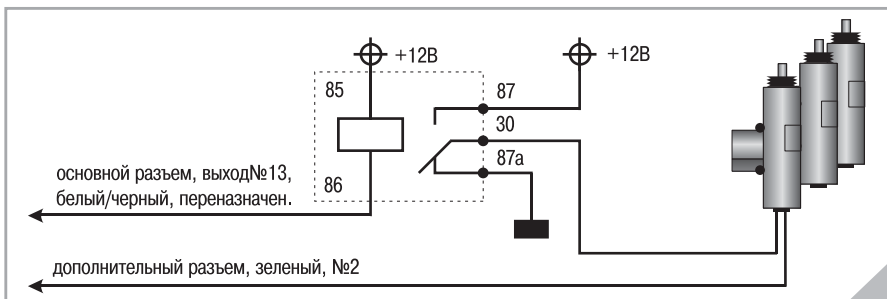 +12В
+12В
85
87
30
87а
86
основной разъем, выход№13,
белый/черный, переназначен.
дополнительный разъем, зеленый, №2